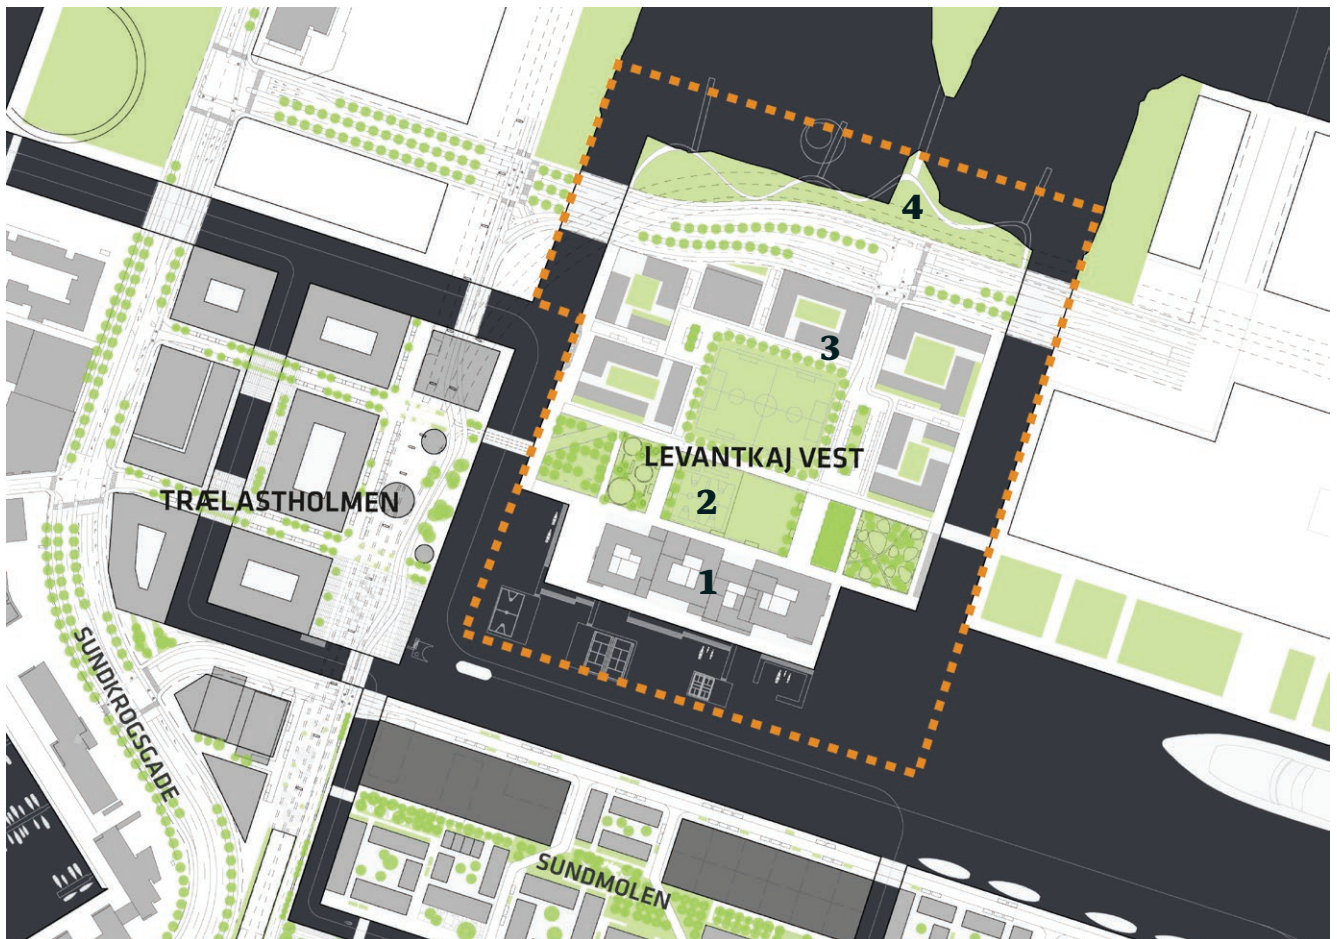 4
3
LEVANTKAJ VEST
2
TRÆLASTHOLMEN
1
SUNDKROGSGADE
SUNDMOLEN